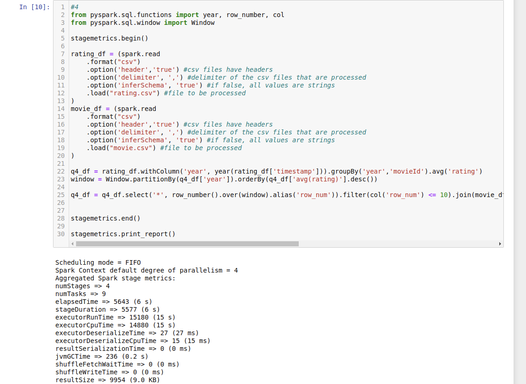 In [10]:
1 #4
2 from pyspark.sql.functions import year, row_number, col
3 from pyspark.sql.window import Window
4
5 stagemetrics.begin()
6
7 rating_df = (spark.read
8 .format("csv")
9 .option('header','true') #csv files have headers
10 .option('delimiter', ',') #delimiter of the csv files that are processed
11 .option('inferSchema', 'true') #if false, all values are strings
12 .load("rating.csv") #file to be processed
13 )
14 movie_df = (spark.read
15 .format("csv")
16 .option('header','true') #csv files have headers
17 .option('delimiter', ',') #delimiter of the csv files that are processed
18 .option('inferSchema', 'true') #if false, all values are strings
19 .load("movie.csv") #file to be processed
20 )
21
22 q4_df = rating_df.withColumn('year', year(rating_df['timestamp'])).groupBy('year','movieId').avg('rating')
23 window = Window.partitionBy(q4_df['year']).orderBy(q4_df['avg(rating)'].desc())
24
25 q4_df = q4_df.select('*', row_number().over(window).alias('row_num')).filter(col('row_num') <= 10).join(movie_d
26
27
28 stagemetrics.end()
29
30 stagemetrics.print_report()
Scheduling mode = FIFO
Spark Context default degree of parallelism = 4
Aggregated Spark stage metrics:
numStages => 4
numTasks => 9
elapsedTime => 5643 (6 s)
stageDuration => 5577 (6 s)
executorRunTime => 15180 (15 s)
executorCpuTime => 14880 (15 s)
executorDeserializeTime => 27 (27 ms)
executorDeserializeCpuTime => 15 (15 ms)
resultSerializationTime => 0 (0 ms)
jvmGCTime => 236 (0.2 s)
shuffleFetchWaitTime => 0 (0 ms)
shuffleWriteTime => 0 (0 ms)
resultSize => 9954 (9.0 KB)